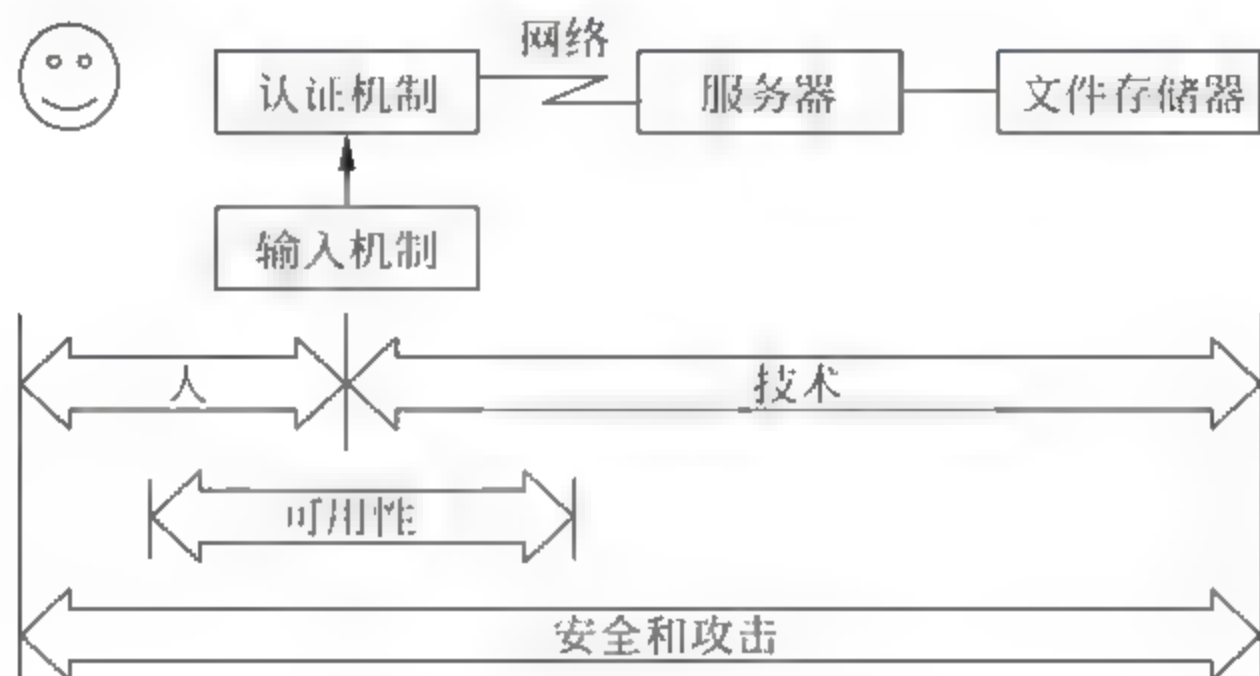 网络
认证机制
服务器
文件存储器
输入机制
人
技术
可用性
安全和攻击